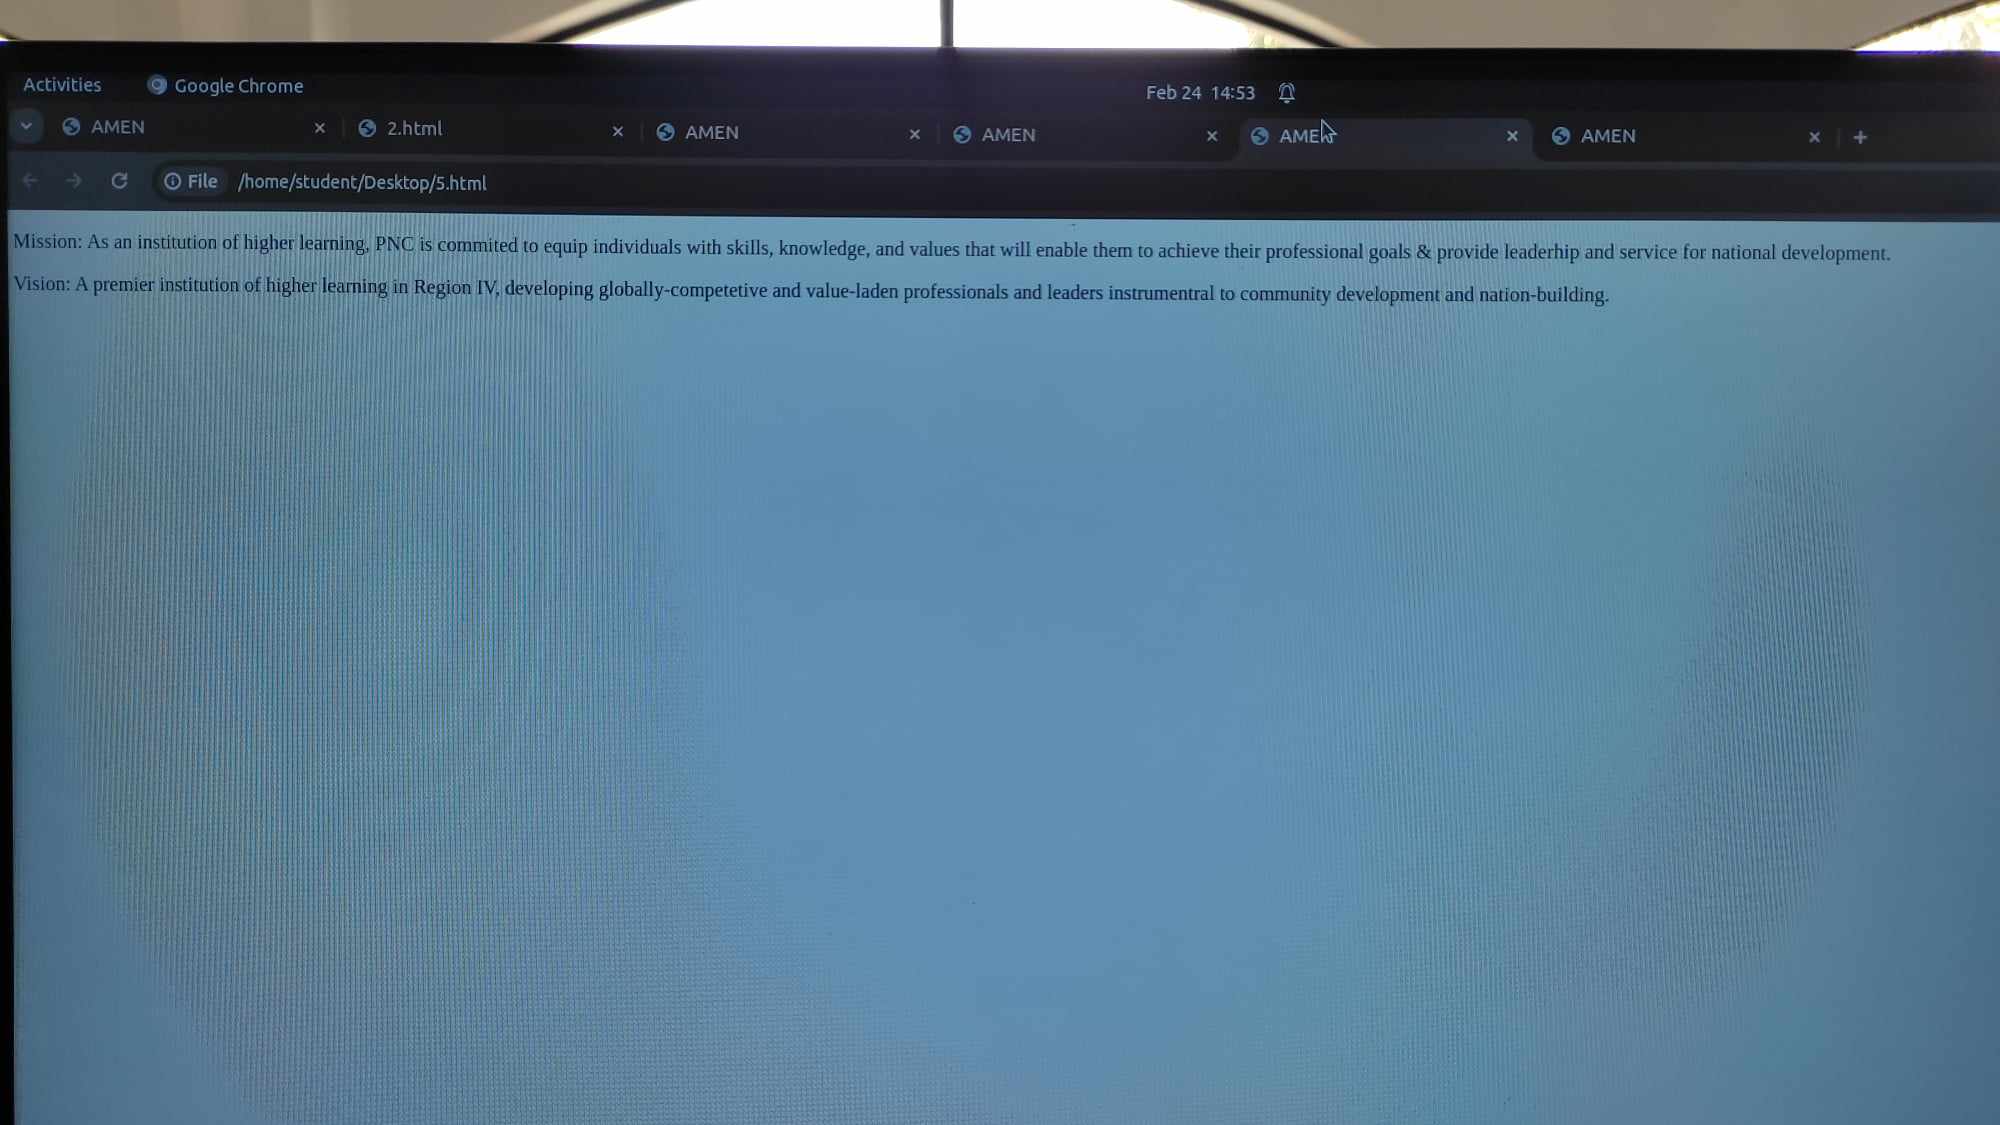 Activities Google Chrome Feb 24 14:53
AMEN 2.html AMEN AMEN AMEN AMEN
File /home/student/Desktop/5.html
Mission: As an institution of higher learning, PNC is commited to equip individuals with skills, knowledge, and values that will enable them to achieve their professional goals & provide leaderhip and service for national development.
Vision: A premier institution of higher learning in Region IV, developing globally-competetive and value-laden professionals and leaders instrumentral to community development and nation-building.